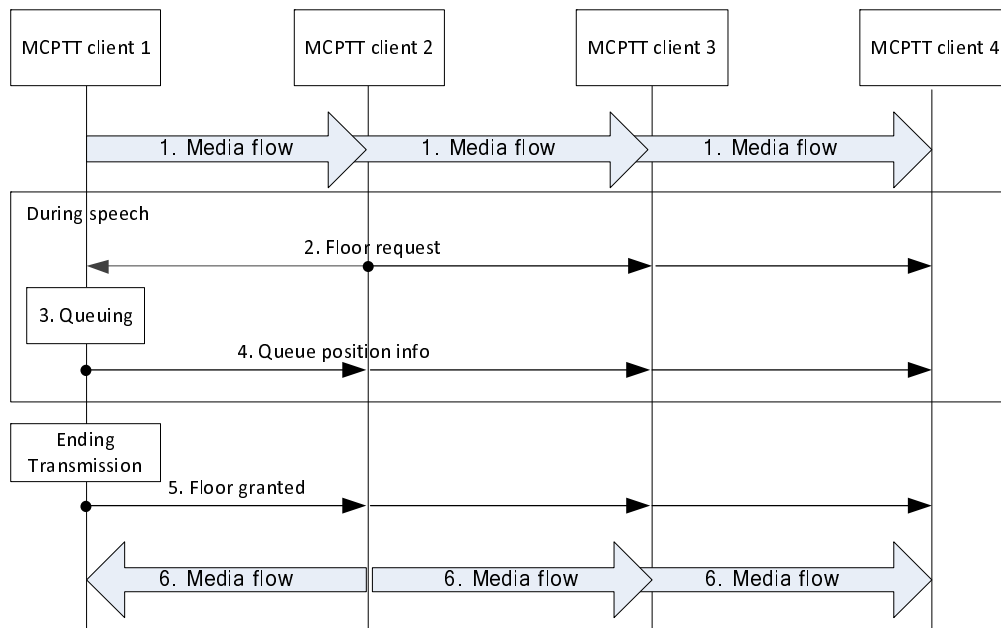 MCPTT client 1
MCPTT client 2
MCPTT client 3
MCPTT client 4
1. Media flow
1. Media flow
1. Media flow
During speech
2. Floor request
3. Queuing
4. Queue position info
Ending
Transmission
5. Floor granted
6. Media flow
6. Media flow
6. Media flow